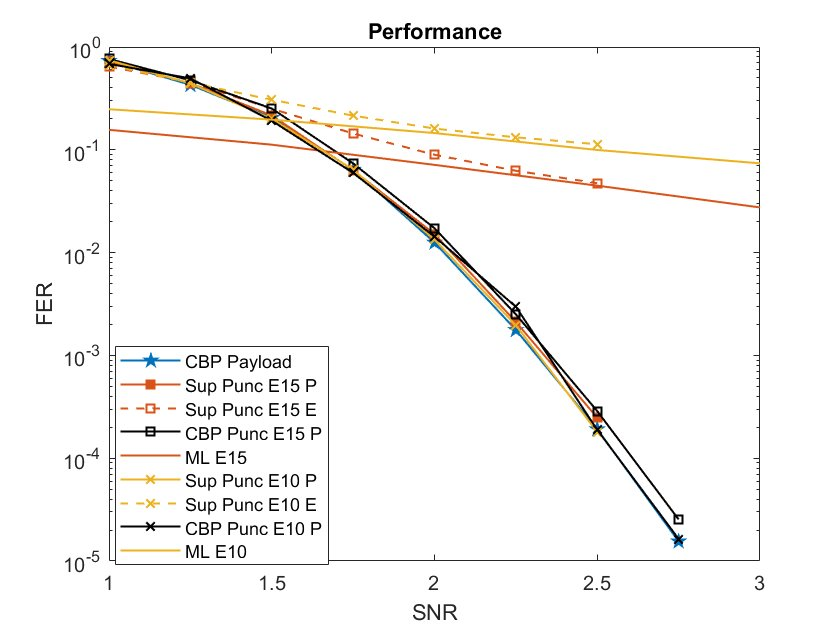 Performance
10^0
10^-1
10^-2
10^-3
10^-4
10^-5
FER
CBP Payload
Sup Punc E15 P
Sup Punc E15 E
CBP Punc E15 P
ML E15
Sup Punc E10 P
Sup Punc E10 E
CBP Punc E10 P
ML E10
1 1.5 2 2.5 3
SNR